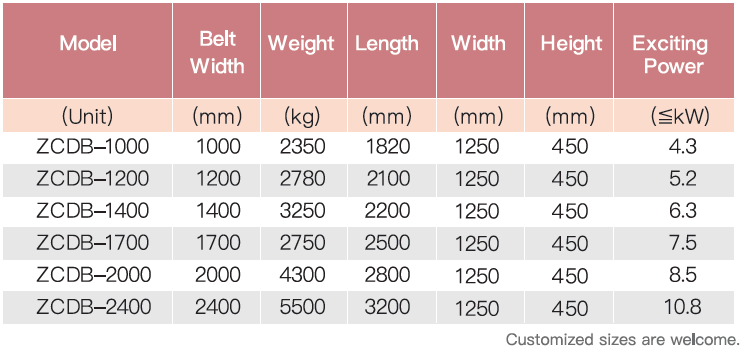 Model Belt Width Weight Length Width Height Exciting Power
(Unit) (mm) (kg) (mm) (mm) (mm) (≦kW)
ZCDB–1000 1000 2350 1820 1250 450 4.3
ZCDB–1200 1200 2780 2100 1250 450 5.2
ZCDB–1400 1400 3250 2200 1250 450 6.3
ZCDB–1700 1700 2750 2500 1250 450 7.5
ZCDB–2000 2000 4300 2800 1250 450 8.5
ZCDB–2400 2400 5500 3200 1250 450 10.8
Customized sizes are welcome.